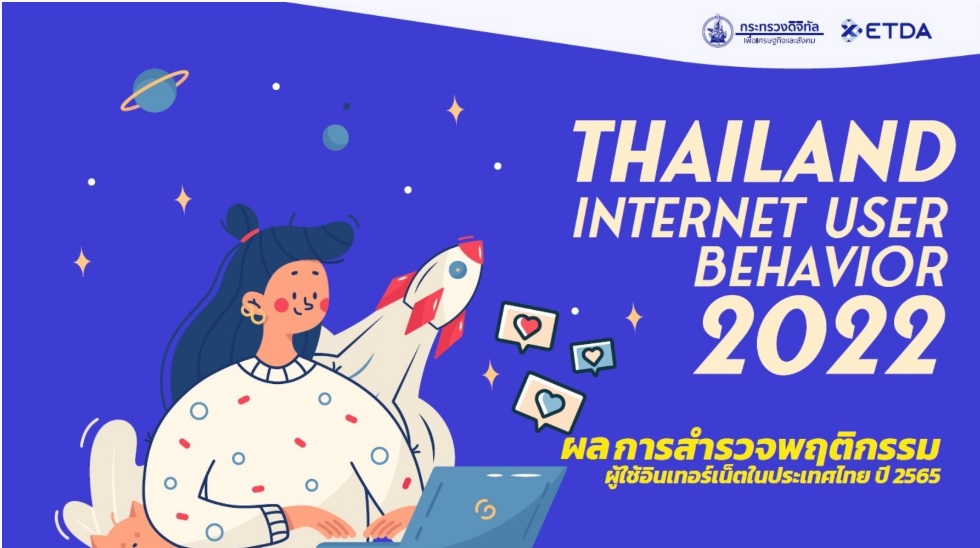 กระทรวงดิจิทัล
เพื่อเศรษฐกิจและสังคม
ETDA
THAILAND
INTERNET USER
BEHAVIOR
2022
ผลการสำรวจพฤติกรรม
ผู้ใช้อินเทอร์เน็ตในประเทศไทย ปี 2565